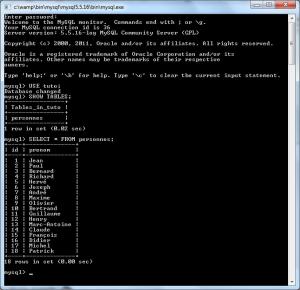 c:\wamp\bin\mysql\mysql5.5.16\bin\mysql.exe
Enter password:
Welcome to the MySQL monitor.  Commands end with ; or \g.
Your MySQL connection id is 36
Server version: 5.5.16-log MySQL Community Server (GPL)
Copyright (c) 2000, 2011, Oracle and/or its affiliates. All rights reserved.
Oracle is a registered trademark of Oracle Corporation and/or its
affiliates. Other names may be trademarks of their respective
owners.
Type 'help;' or '\h' for help. Type '\c' to clear the current input statement.
mysql> USE tuto;
Database changed
mysql> SHOW TABLES;
+----------------+
| Tables_in_tuto |
+----------------+
| personnes      |
+----------------+
1 row in set (0.02 sec)
mysql> SELECT * FROM personnes;
+----+---------------+
| id | prenom        |
+----+---------------+
|  1 | Jean          |
|  2 | Paul          |
|  3 | Bernard       |
|  4 | Richard       |
|  5 | Hervé         |
|  6 | Joseph        |
|  7 | André         |
|  8 | Maxime        |
|  9 | Olivier       |
| 10 | Bertrand      |
| 11 | Guillaume     |
| 12 | Henry         |
| 13 | Marc-Antoine  |
| 14 | Claude        |
| 15 | François      |
| 16 | Didier        |
| 17 | Michel        |
| 18 | Patrick       |
+----+---------------+
18 rows in set (0.00 sec)
mysql> _